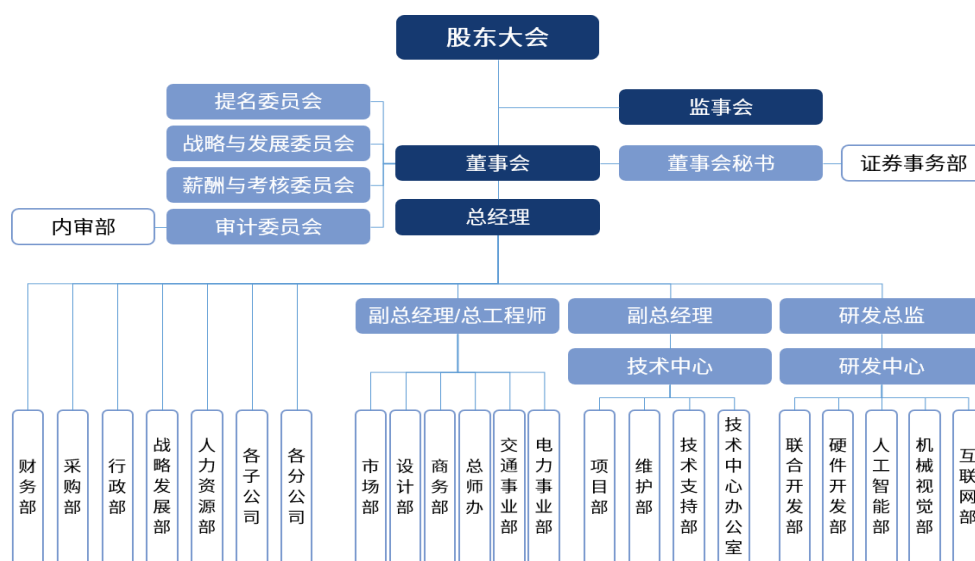 股东大会
提名委员会
监事会
战略与发展委员会
董事会
董事会秘书
证券事务部
薪酬与考核委员会
内审部
审计委员会
总经理
副总经理/总工程师
副总经理
研发总监
技术中心
研发中心
财务部
采购部
行政部
战略发展部
人力资源部
各子公司
各分公司
市场部
设计部
商务部
总师办
交通事业部
电力事业部
项目部
维护部
技术支持部
技术中心办公室
联合开发部
硬件开发部
人工智能部
机械视觉部
互联网部